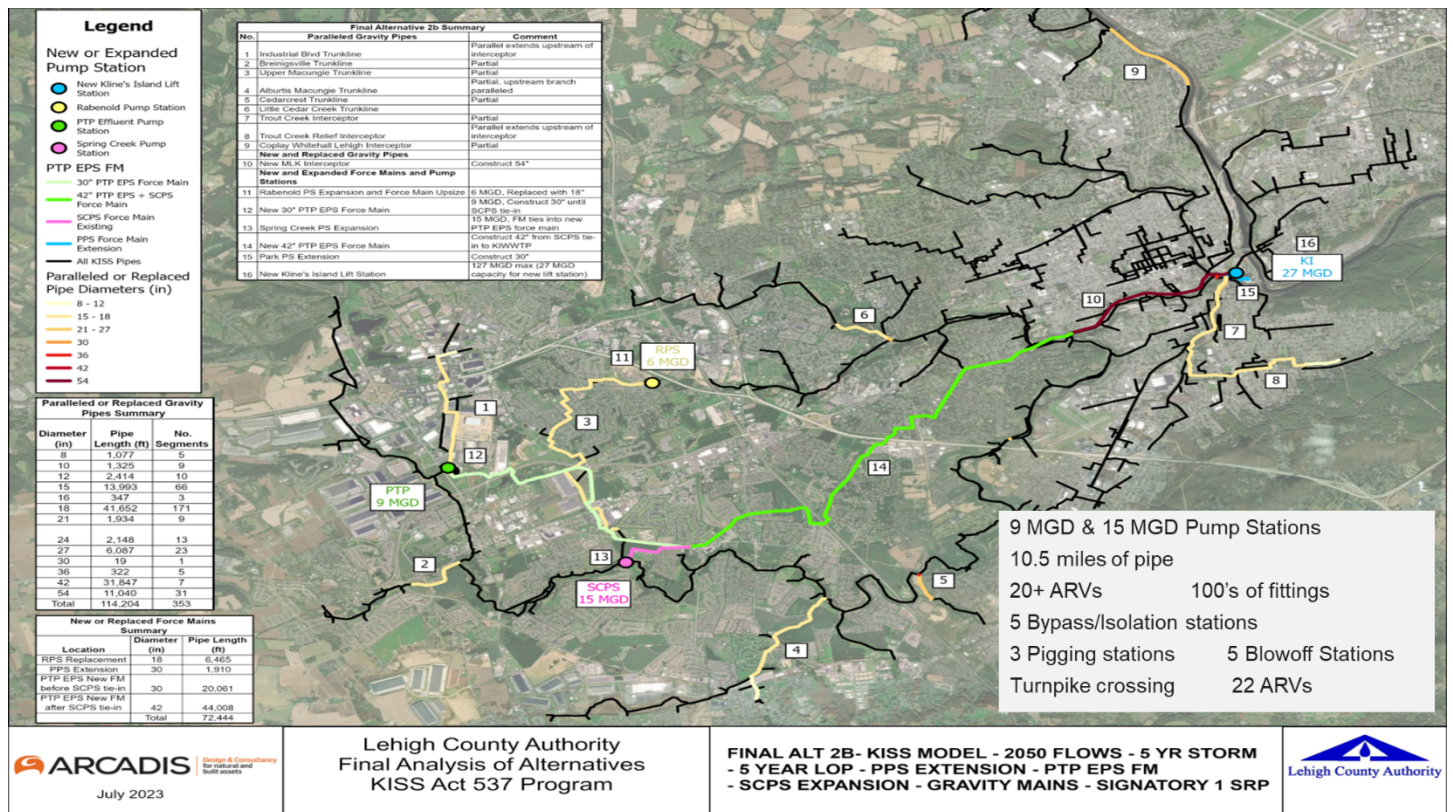 Legend
New or Expanded
Pump Station
New Kline's Island Lift
Station
Rabenold Pump Station
PTP Effluent Pump
Station
Spring Creek Pump
Station
PTP EPS FM
30" PTP EPS Force Main
42" PTP EPS + SCPS
Force Main
SCPS Force Main
Existing
PPS Force Main
Extension
All KISS Pipes
Paralleled or Replaced
Pipe Diameters (in)
8 - 12
15 - 18
21 - 27
30
36
42
54
Final Alternative 2b Summary
No. Paralleled Gravity Pipes Comment
1 Industrial Blvd Trunkline Parallel extends upstream of interceptor
2 Breinigsville Trunkline Partial
3 Upper Macungie Trunkline Partial
4 Alburtis Macungie Trunkline Partial, upstream branch paralleled
5 Cedarcrest Trunkline Partial
6 Little Cedar Creek Trunkline
7 Trout Creek Interceptor Partial
8 Trout Creek Relief Interceptor Parallel extends upstream of interceptor
9 Coplay Whitehall Lehigh Interceptor Partial
New and Replaced Gravity Pipes
10 New MLK Interceptor Construct 54"
New and Expanded Force Mains and Pump
Stations
11 Rabenold PS Expansion and Force Main Upsize 6 MGD, Replaced with 18"
12 New 30" PTP EPS Force Main 9 MGD, Construct 30" until SCPS tie-in
13 Spring Creek PS Expansion 15 MGD, FM ties into new PTP EPS force main
14 New 42" PTP EPS Force Main Construct 42" from SCPS tie-in to KIWWTP
15 Park PS Extension Construct 30"
16 New Kline's Island Lift Station 127 MGD max (27 MGD capacity for new lift station)
Paralleled or Replaced Gravity
Pipes Summary
Diameter (in) Pipe Length (ft) No. Segments
8 1,077 5
10 1,325 9
12 2,414 10
15 13,993 66
16 347 3
18 41,652 171
21 1,934 9
24 2,148 13
27 6,087 23
30 19 1
36 322 5
42 31,847 7
54 11,040 31
Total 114,204 353
New or Replaced Force Mains
Summary
Location Diameter (in) Pipe Length (ft)
RPS Replacement 18 6,465
PPS Extension 30 1,910
PTP EPS New FM before SCPS tie-in 30 20,061
PTP EPS New FM after SCPS tie-in 42 44,008
Total 72,444
9
16
KI
27 MGD
15
10
7
8
6
11
RPS
6 MGD
1
3
12
PTP
9 MGD
14
13
SCPS
15 MGD
2
5
4
9 MGD & 15 MGD Pump Stations
10.5 miles of pipe
20+ ARVs 100's of fittings
5 Bypass/Isolation stations
3 Pigging stations 5 Blowoff Stations
Turnpike crossing 22 ARVs
ARCADIS
Design & Consultancy
for natural and
built assets
July 2023
Lehigh County Authority
Final Analysis of Alternatives
KISS Act 537 Program
FINAL ALT 2B- KISS MODEL - 2050 FLOWS - 5 YR STORM
- 5 YEAR LOP - PPS EXTENSION - PTP EPS FM
- SCPS EXPANSION - GRAVITY MAINS - SIGNATORY 1 SRP
Lehigh County Authority